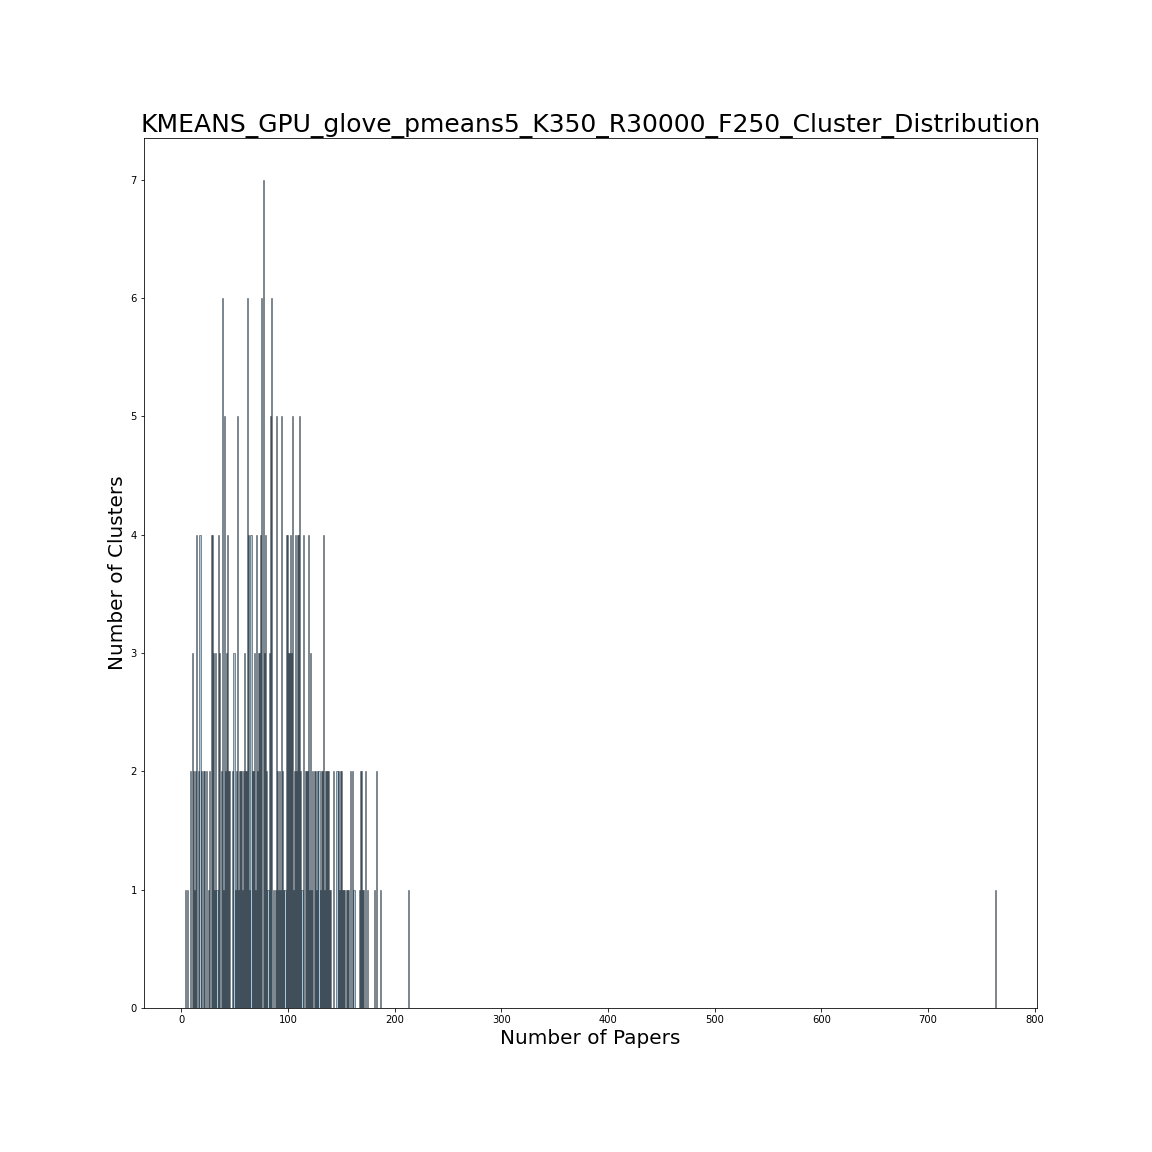 KMEANS_GPU_glove_pmeans5_K350_R30000_F250_Cluster_Distribution
7
6
5
4
3
2
1
0
Number of Clusters
0 100 200 300 400 500 600 700 800
Number of Papers